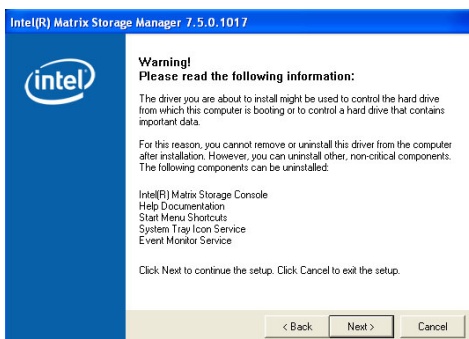 Intel(R) Matrix Storage Manager 7.5.0.1017
intel
Warning!
Please read the following information:
The driver you are about to install might be used to control the hard drive
from which this computer is booting or to control a hard drive that contains
important data.
For this reason, you cannot remove or uninstall this driver from the computer
after installation. However, you can uninstall other, non-critical components.
The following components can be uninstalled:
Intel(R) Matrix Storage Console
Help Documentation
Start Menu Shortcuts
System Tray Icon Service
Event Monitor Service
Click Next to continue the setup. Click Cancel to exit the setup.
< Back Next > Cancel